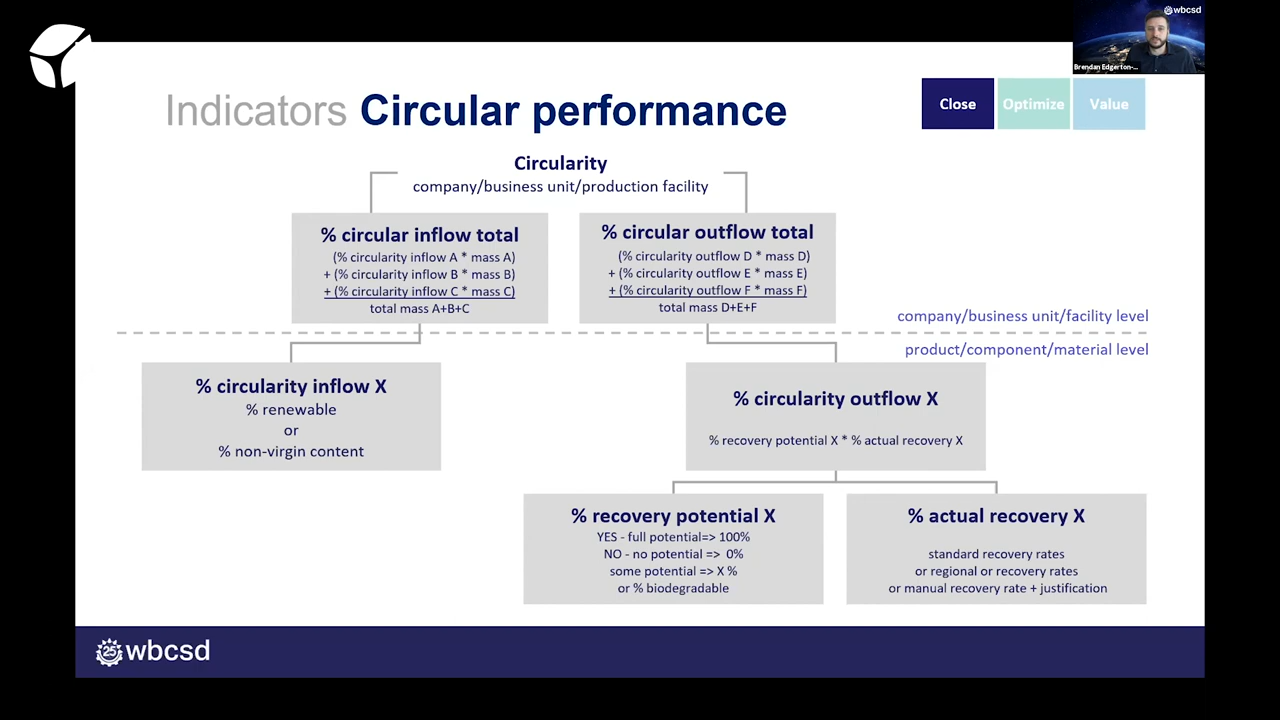 wbcsd
Brendan Edgerton-...
Indicators Circular performance
Close
Optimize
Value
Circularity
company/business unit/production facility
% circular inflow total
(% circularity inflow A * mass A)
+ (% circularity inflow B * mass B)
+ (% circularity inflow C * mass C)
total mass A+B+C
% circular outflow total
(% circularity outflow D * mass D)
+ (% circularity outflow E * mass E)
+ (% circularity outflow F * mass F)
total mass D+E+F
company/business unit/facility level
product/component/material level
% circularity inflow X
% renewable
or
% non-virgin content
% circularity outflow X
% recovery potential X * % actual recovery X
% recovery potential X
YES - full potential=> 100%
NO - no potential => 0%
some potential => X %
or % biodegradable
% actual recovery X
standard recovery rates
or regional or recovery rates
or manual recovery rate + justification
25 wbcsd